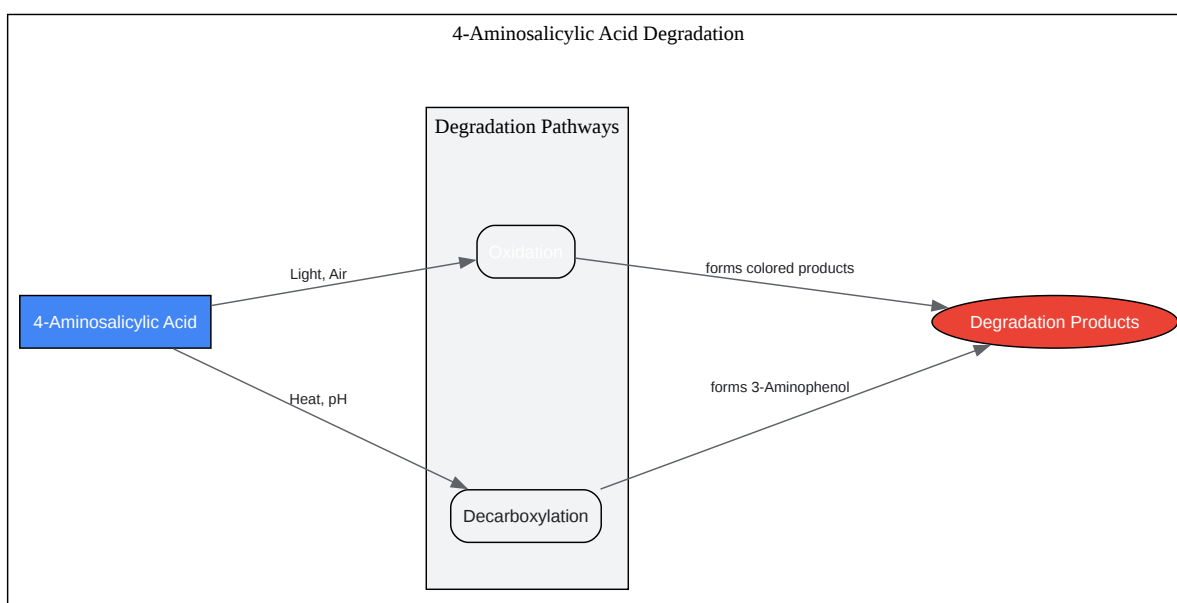 4-Aminosalicylic Acid Degradation
Degradation Pathways
Oxidation
Light, Air
forms colored products
4-Aminosalicylic Acid
Degradation Products
Heat, pH
forms 3-Aminophenol
Decarboxylation